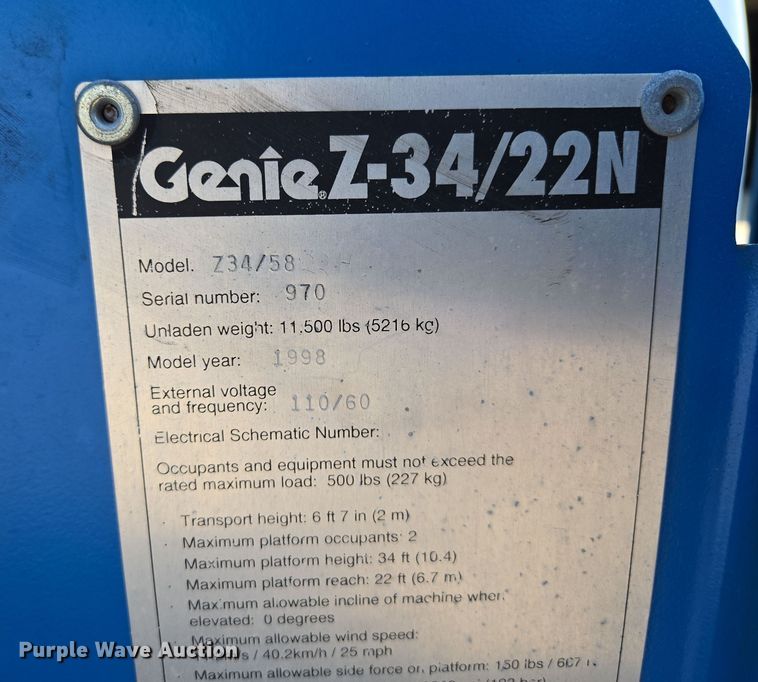 Genie® Z-34/22N
Model. Z34/58
Serial number: 970
Unladen weight: 11,500 lbs (5216 kg)
Model year: 1998
External voltage
and frequency: 110/60
Electrical Schematic Number:
Occupants and equipment must not exceed the
rated maximum load: 500 lbs (227 kg)
· Transport height: 6 ft 7 in (2 m)
· Maximum platform occupants: 2
Maximum platform height: 34 ft (10.4)
· Maximum platform reach: 22 ft (6.7 m)
· Maximum allowable incline of machine when
elevated: 0 degrees
Maximum allowable wind speed:
/ 40.2km/h / 25 mph
Maximum allowable side force on platform: 150 lbs / 667
Purple Wave Auction